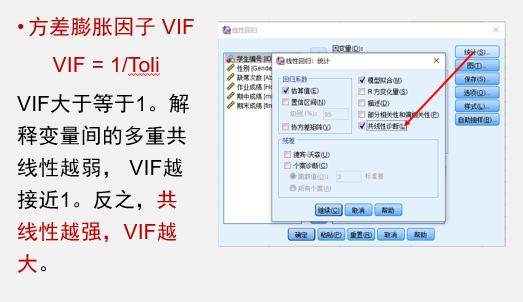 • 方差膨胀因子 VIF
VIF = 1/Toli
VIF大于等于1。解
释变量间的多重共
线性越弱， VIF越
接近1。反之，共
线性越强，VIF越
大。
线性回归
因变量(D):
学生编号 [ID
性别 [Gende
缺席次数 [Ab
作业成绩 [Ho
期中成绩 [mi
期末成绩 [fin
统计(S)...
图(T)...
保存(S)...
选项(O)...
样式(L)...
自助抽样(B)...
线性回归：统计
回归系数
估算值(E)
置信区间(N)
级别 (%): 95
协方差矩阵(V)
模型拟合(M)
R 方变化量(S)
描述(D)
部分相关性和偏相关性(P)
共线性诊断(L)
残差
德宾-沃森(U)
个案诊断(C)
离群值(O): 3 标准差
所有个案(A)
继续(C) 取消 帮助
确定 粘贴(P) 重置(R) 取消 帮助